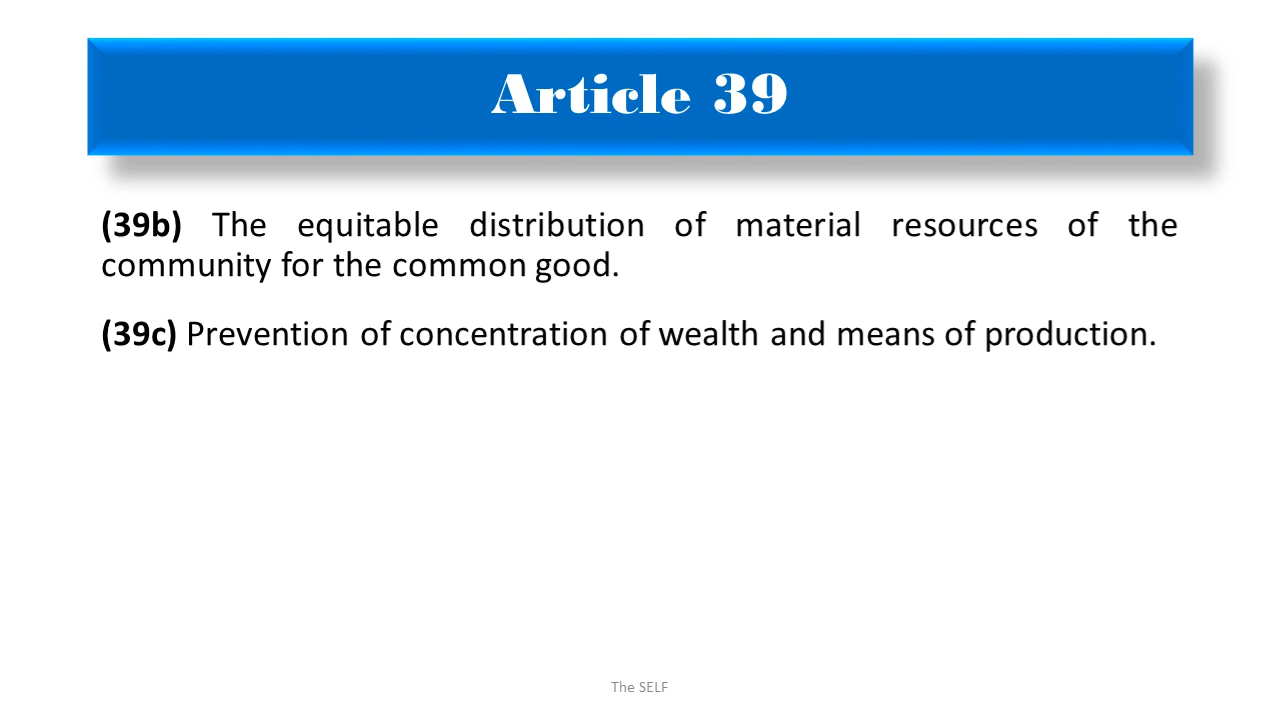 Article 39
(39b) The equitable distribution of material resources of the
community for the common good.
(39c) Prevention of concentration of wealth and means of production.
The SELF